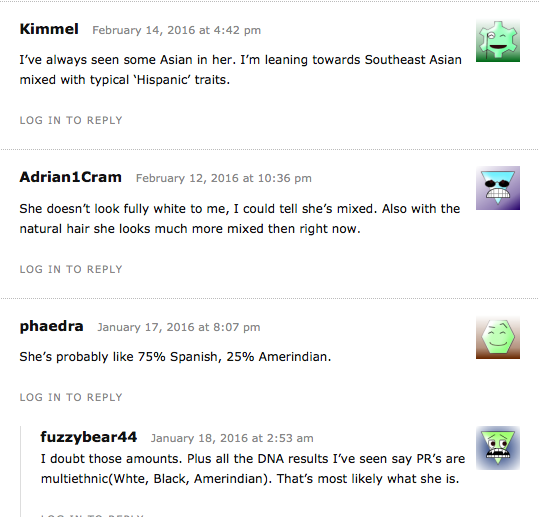 Kimmel February 14, 2016 at 4:42 pm
I’ve always seen some Asian in her. I’m leaning towards Southeast Asian
mixed with typical ‘Hispanic’ traits.
LOG IN TO REPLY
Adrian1Cram February 12, 2016 at 10:36 pm
She doesn’t look fully white to me, I could tell she’s mixed. Also with the
natural hair she looks much more mixed then right now.
LOG IN TO REPLY
phaedra January 17, 2016 at 8:07 pm
She’s probably like 75% Spanish, 25% Amerindian.
LOG IN TO REPLY
fuzzybear44 January 18, 2016 at 2:53 am
I doubt those amounts. Plus all the DNA results I’ve seen say PR’s are
multiethnic(Whte, Black, Amerindian). That’s most likely what she is.
LOG IN TO REPLY